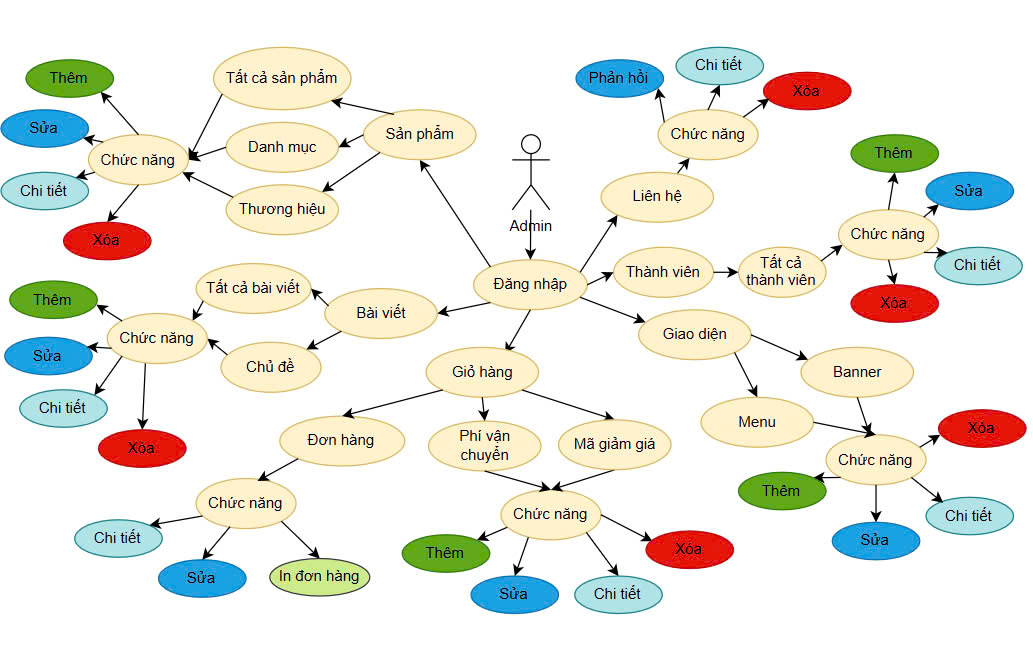 Thêm
Sửa
Chi tiết
Xóa
Chức năng
Tất cả sản phẩm
Danh mục
Thương hiệu
Sản phẩm
Admin
Đăng nhập
Phản hồi
Chi tiết
Xóa
Chức năng
Liên hệ
Thành viên
Tất cả
thành viên
Chức năng
Thêm
Sửa
Chi tiết
Xóa
Thêm
Sửa
Chi tiết
Xóa
Chức năng
Tất cả bài viết
Chủ đề
Bài viết
Giỏ hàng
Đơn hàng
Phí vận
chuyển
Mã giảm giá
Chức năng
Chi tiết
Sửa
In đơn hàng
Chức năng
Thêm
Sửa
Chi tiết
Xóa
Giao diện
Banner
Menu
Chức năng
Xóa
Thêm
Sửa
Chi tiết